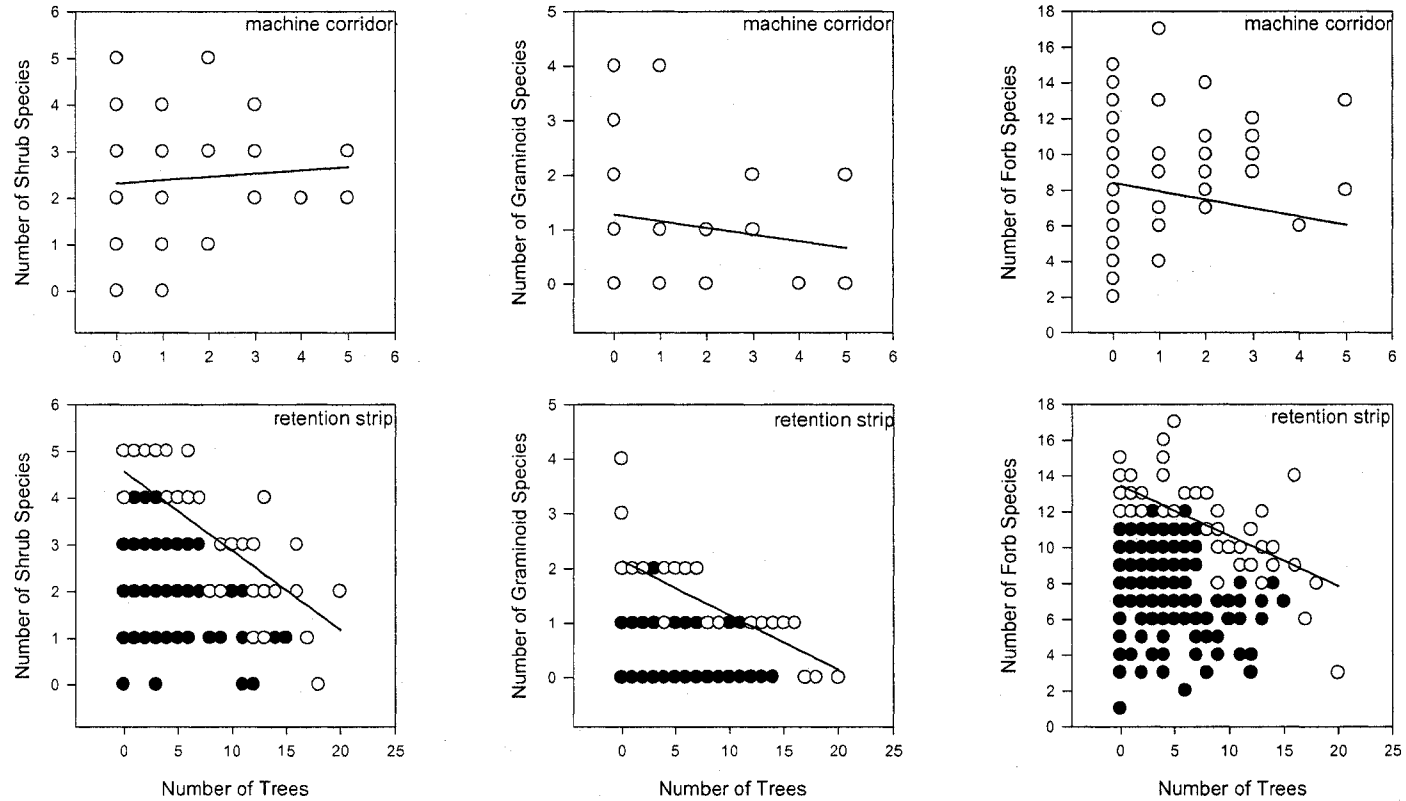 machine corridor
Number of Shrub Species
6
5
4
3
2
1
0
0 1 2 3 4 5 6
machine corridor
Number of Graminoid Species
5
4
3
2
1
0
0 1 2 3 4 5 6
machine corridor
Number of Forb Species
18
16
14
12
10
8
6
4
2
0
0 1 2 3 4 5 6
retention strip
Number of Shrub Species
6
5
4
3
2
1
0
0 5 10 15 20 25
Number of Trees
retention strip
Number of Graminoid Species
5
4
3
2
1
0
0 5 10 15 20 25
Number of Trees
retention strip
Number of Forb Species
18
16
14
12
10
8
6
4
2
0
0 5 10 15 20 25
Number of Trees